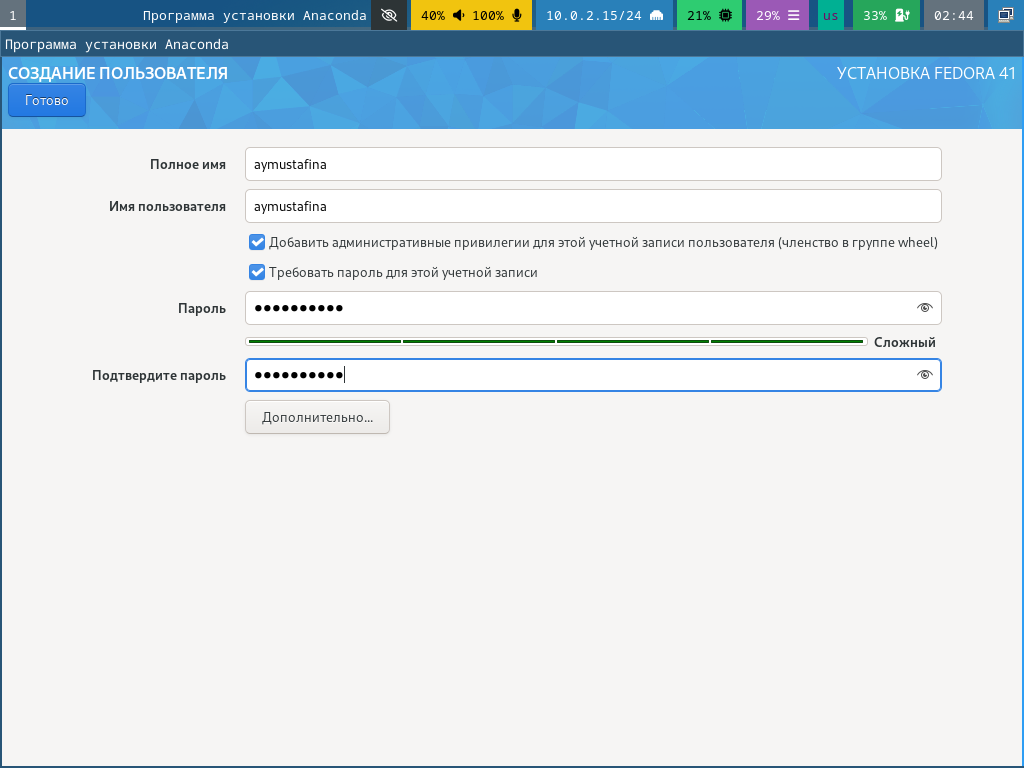 1 Программа установки Anaconda 40% 100% 10.0.2.15/24 21% 29% us 33% 02:44
Программа установки Anaconda
СОЗДАНИЕ ПОЛЬЗОВАТЕЛЯ УСТАНОВКА FEDORA 41
Готово
Полное имя aymustafina
Имя пользователя aymustafina
Добавить административные привилегии для этой учетной записи пользователя (членство в группе wheel)
Требовать пароль для этой учетной записи
Пароль ●●●●●●●●●●
Сложный
Подтвердите пароль ●●●●●●●●●●
Дополнительно...